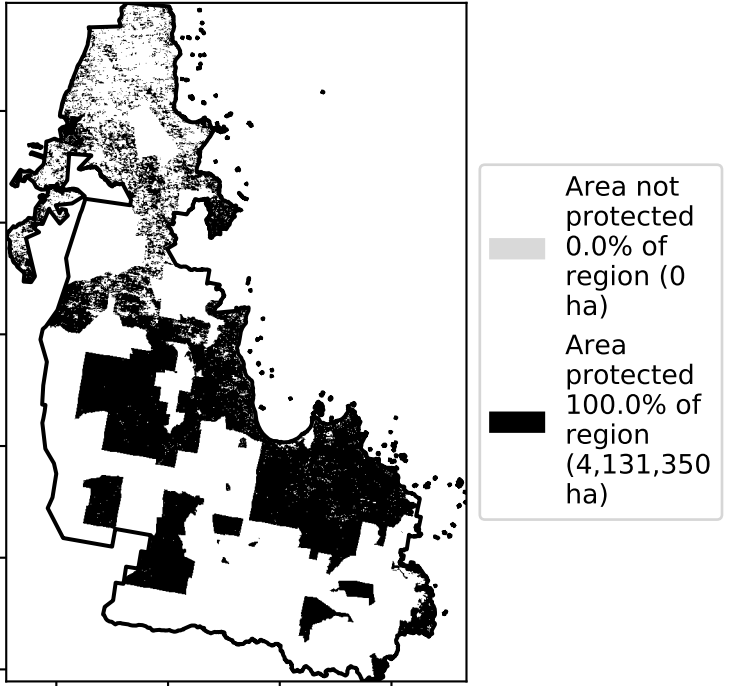 Area not
protected
0.0% of
region (0
ha)
Area
protected
100.0% of
region
(4,131,350
ha)